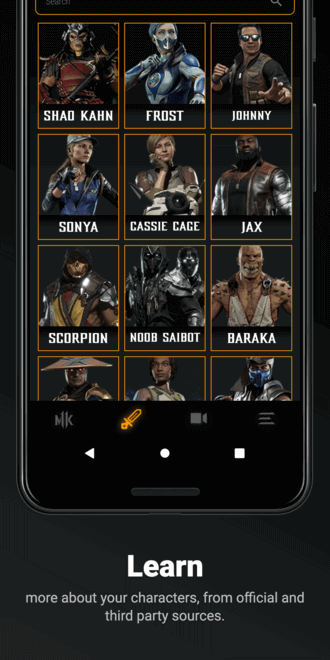 Search
SHAO KAHN
FROST
JOHNNY
SONYA
CASSIE CAGE
JAX
SCORPION
NOOB SAIBOT
BARAKA
MK
Learn
more about your characters, from official and
third party sources.